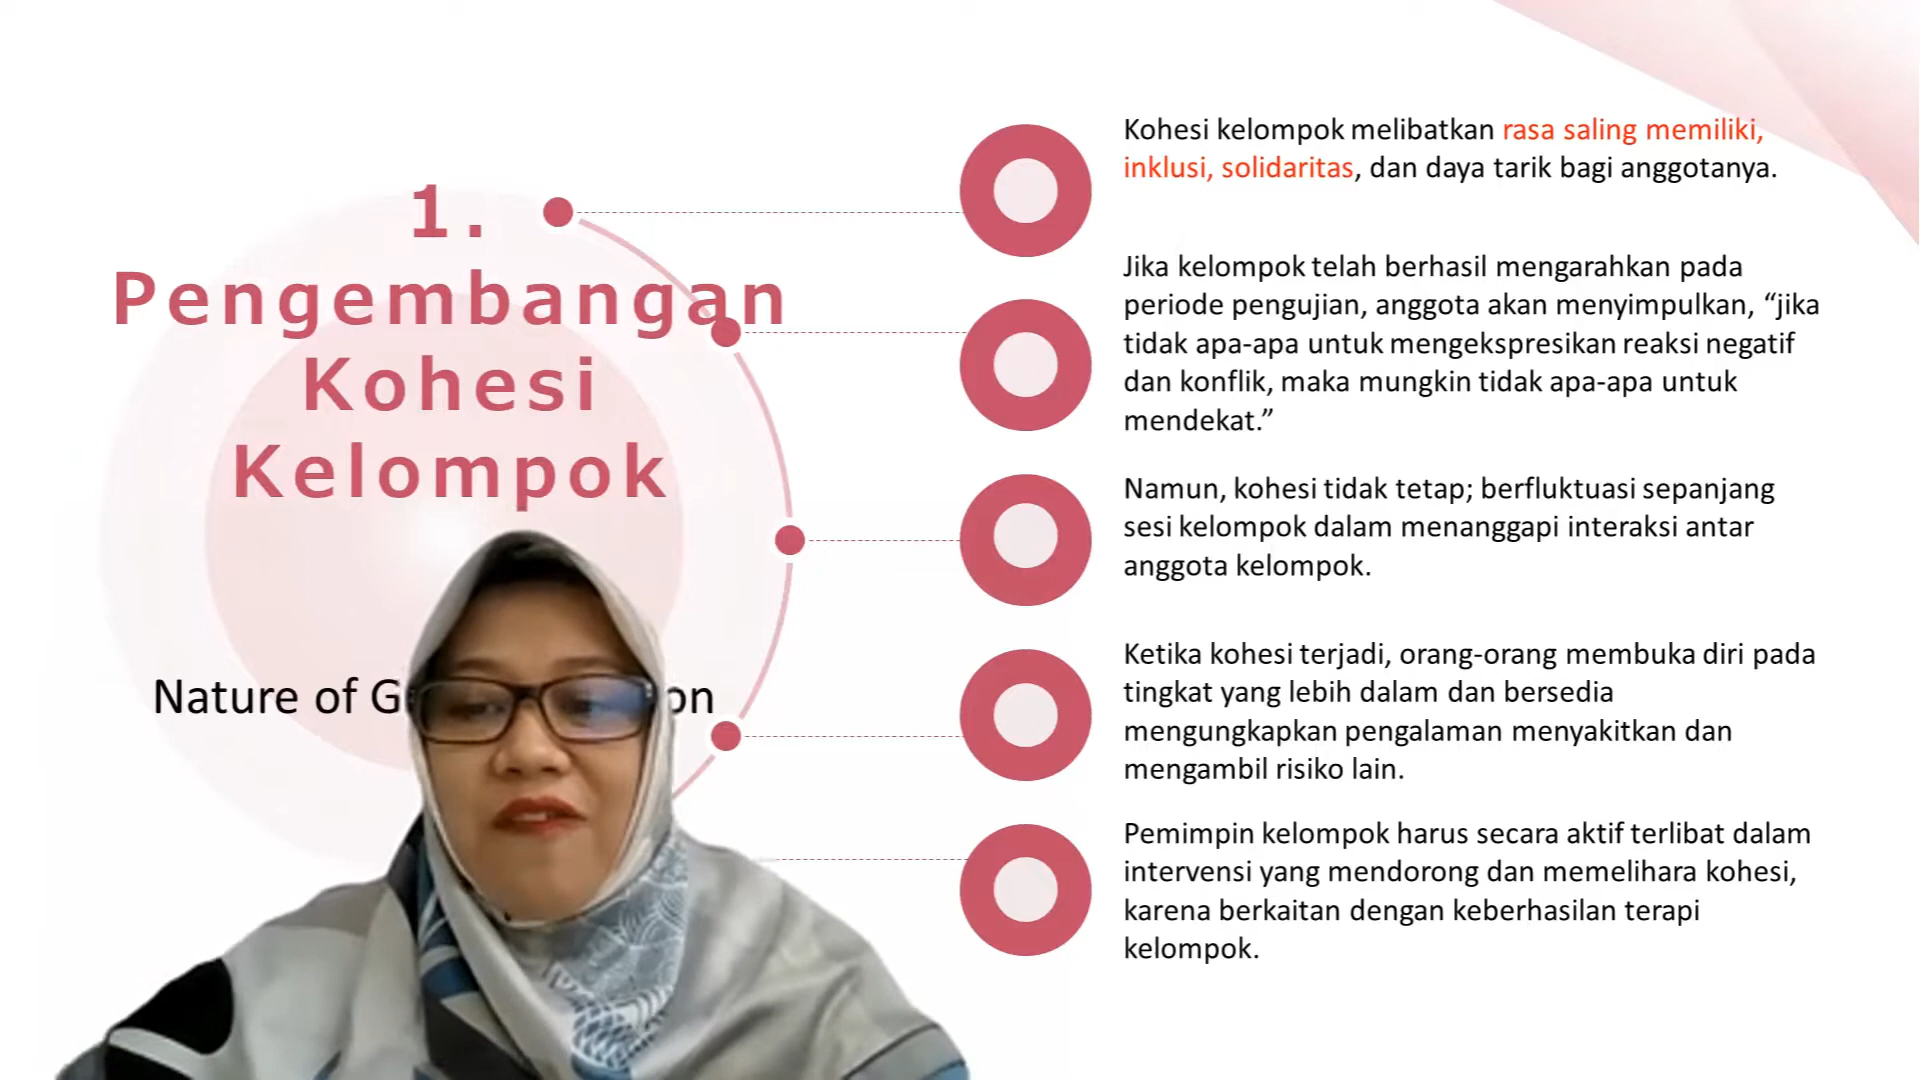 1.
Pengembangan
Kohesi
Kelompok
Nature of G
on
Kohesi kelompok melibatkan rasa saling memiliki,
inklusi, solidaritas, dan daya tarik bagi anggotanya.
Jika kelompok telah berhasil mengarahkan pada
periode pengujian, anggota akan menyimpulkan, “jika
tidak apa-apa untuk mengekspresikan reaksi negatif
dan konflik, maka mungkin tidak apa-apa untuk
mendekat.”
Namun, kohesi tidak tetap; berfluktuasi sepanjang
sesi kelompok dalam menanggapi interaksi antar
anggota kelompok.
Ketika kohesi terjadi, orang-orang membuka diri pada
tingkat yang lebih dalam dan bersedia
mengungkapkan pengalaman menyakitkan dan
mengambil risiko lain.
Pemimpin kelompok harus secara aktif terlibat dalam
intervensi yang mendorong dan memelihara kohesi,
karena berkaitan dengan keberhasilan terapi
kelompok.